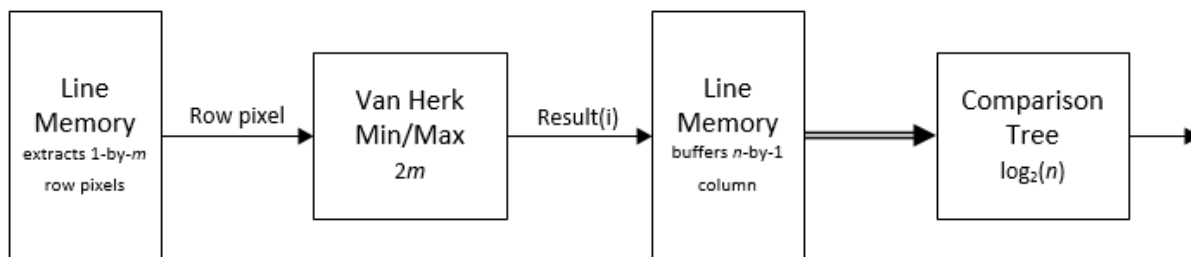 Line
Memory
extracts 1-by-m
row pixels
Row pixel
Van Herk
Min/Max
2m
Result(i)
Line
Memory
buffers n-by-1
column
Comparison
Tree
log₂(n)